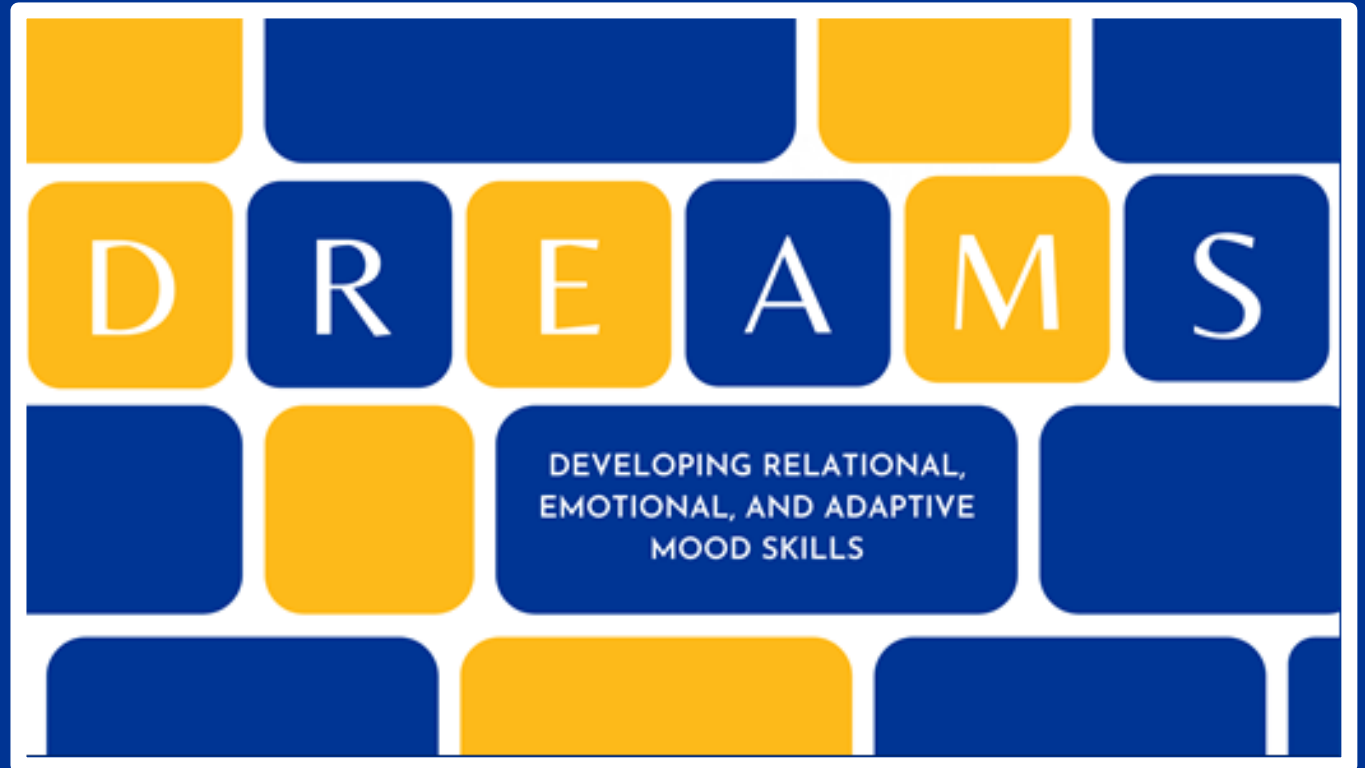 DREAMS
DEVELOPING RELATIONAL,
EMOTIONAL, AND ADAPTIVE
MOOD SKILLS